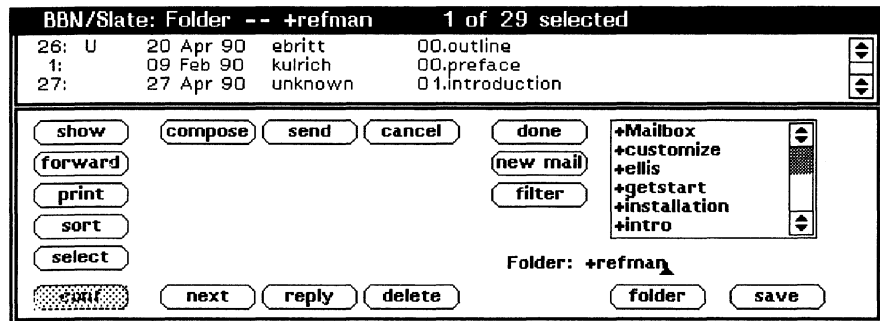 BBN/Slate: Folder -- +refman 1 of 29 selected
26: U 20 Apr 90 ebritt 00.outline
1: 09 Feb 90 kulrich 00.preface
27: 27 Apr 90 unknown 01.introduction
show compose send cancel done +Mailbox
+customize
forward new mail +ellis
print filter +getstart
+installation
sort +intro
select Folder: +refman
conf next reply delete folder save